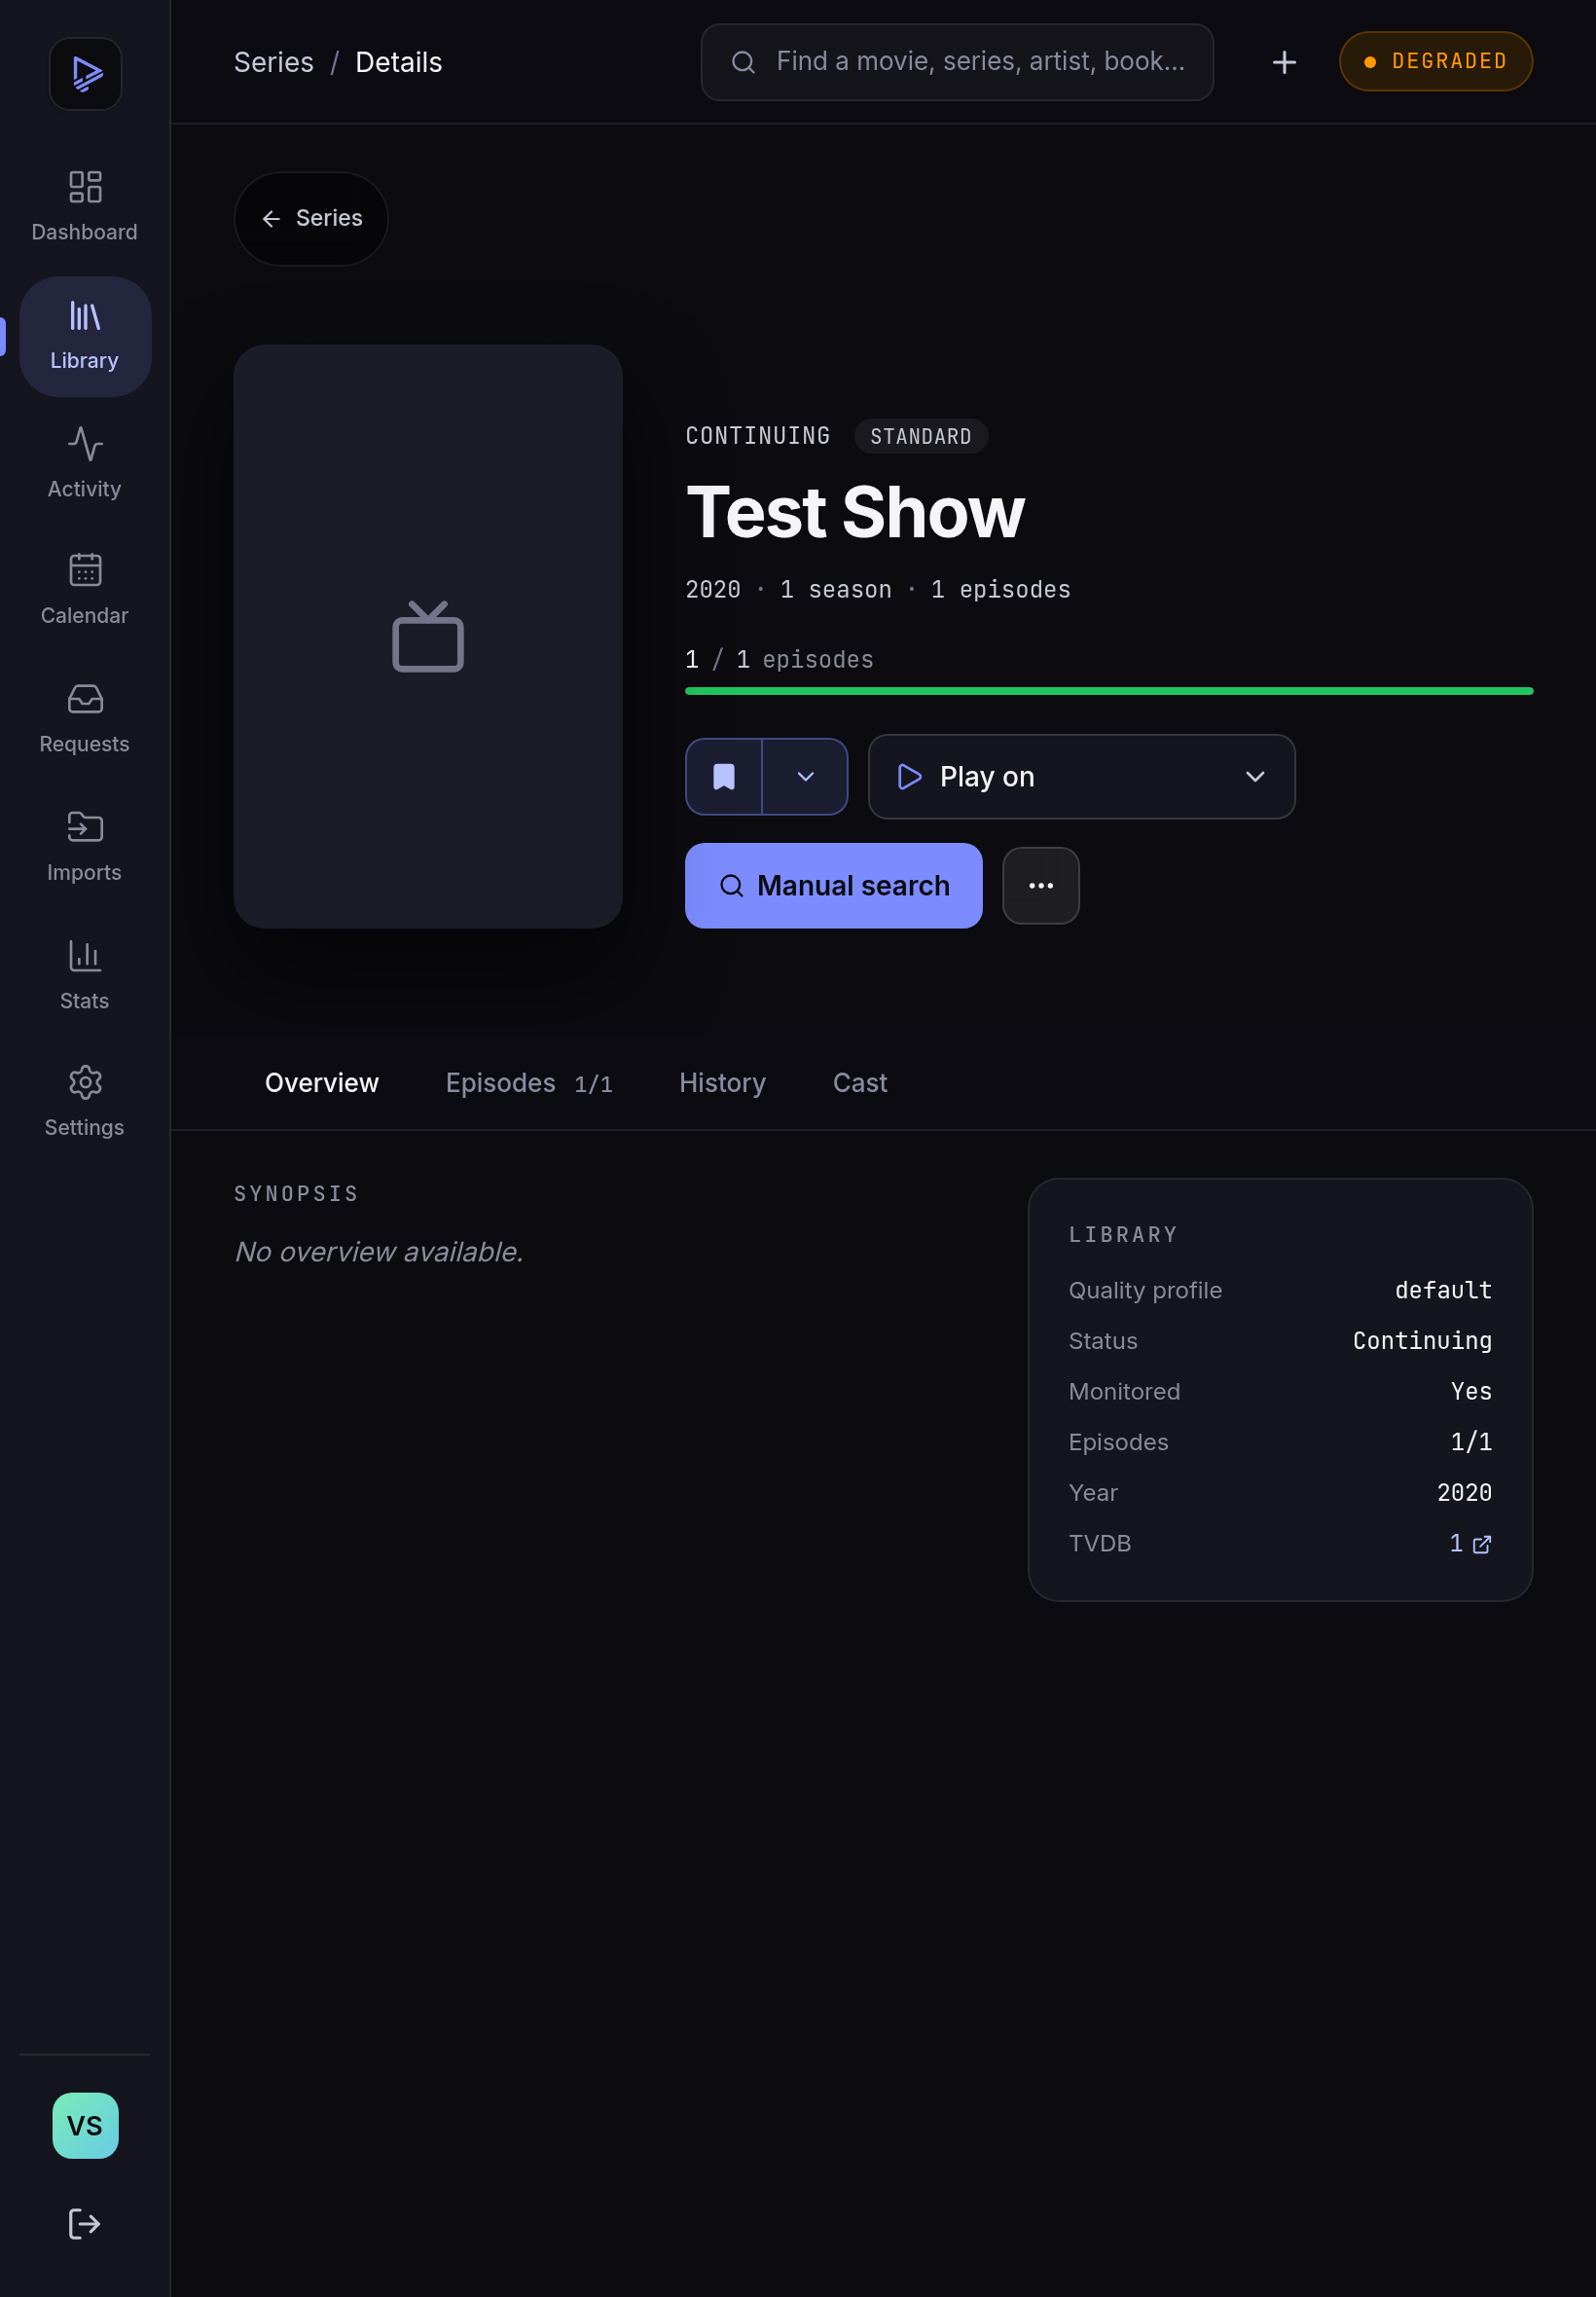 Series / Details
Find a movie, series, artist, book...
DEGRADED
Dashboard
Library
Activity
Calendar
Requests
Imports
Stats
Settings
VS
Series
CONTINUING STANDARD
Test Show
2020 · 1 season · 1 episodes
1 / 1 episodes
Play on
Manual search
Overview Episodes 1/1 History Cast
SYNOPSIS
No overview available.
LIBRARY
Quality profile default
Status Continuing
Monitored Yes
Episodes 1/1
Year 2020
TVDB 1